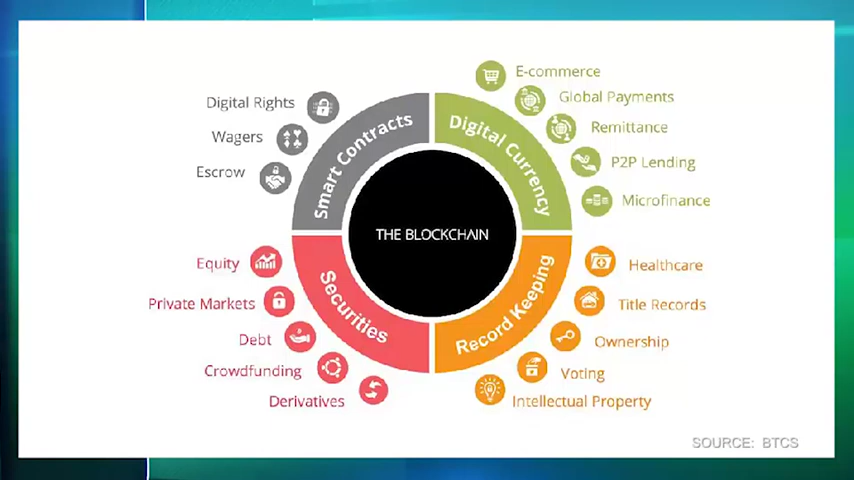 E-commerce
Digital Rights
Global Payments
Wagers
Remittance
Escrow
P2P Lending
Microfinance
Smart Contracts
Digital Currency
THE BLOCKCHAIN
Securities
Record Keeping
Equity
Healthcare
Private Markets
Title Records
Debt
Ownership
Crowdfunding
Voting
Derivatives
Intellectual Property
SOURCE: BTCS